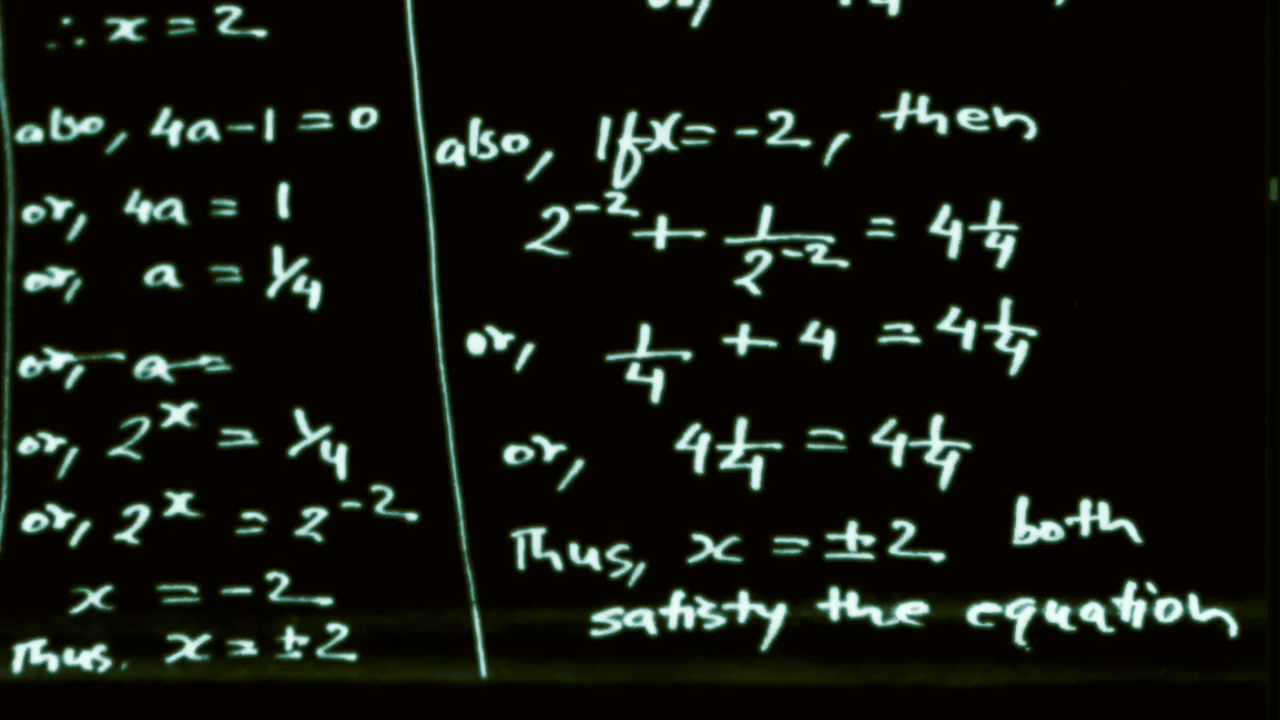 ∴ x = 2
also, 4a-1 = 0
or, 4a = 1
or, a = 1/4
or, a =
or, 2^x = 1/4
or, 2^x = 2^-2
x = -2
Thus. x = ±2
also, If x = -2, then
2^-2 + 1/2^-2 = 4 1/4
or, 1/4 + 4 = 4 1/4
or, 4 1/4 = 4 1/4
Thus, x = ±2 both
satisty the equation